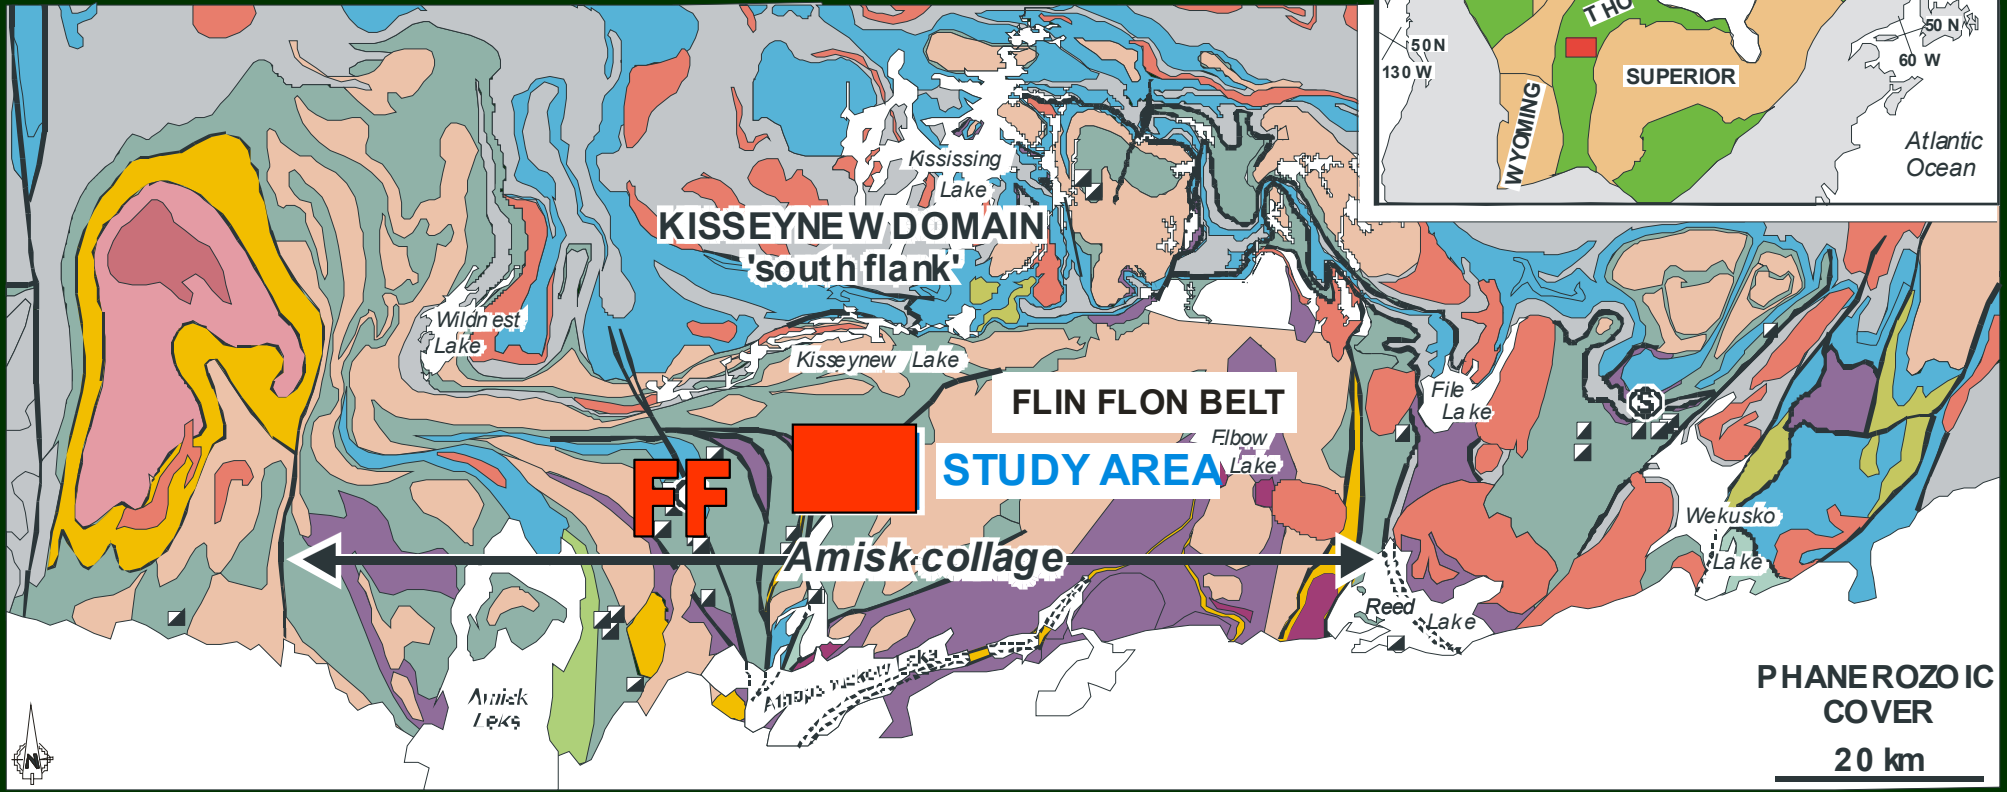 THO
50 N
50 N
130 W
60 W
SUPERIOR
WYOMING
Atlantic
Ocean
Kississing
Lake
KISSEYNEW DOMAIN
'south flank'
Wildnest
Lake
Kisseynew Lake
FLIN FLON BELT
File
Lake
S
Elbow
Lake
STUDY AREA
FF
Wekusko
Lake
Amisk collage
Reed
Lake
Amisk
Lake
PHANEROZOIC
COVER
20 km
N